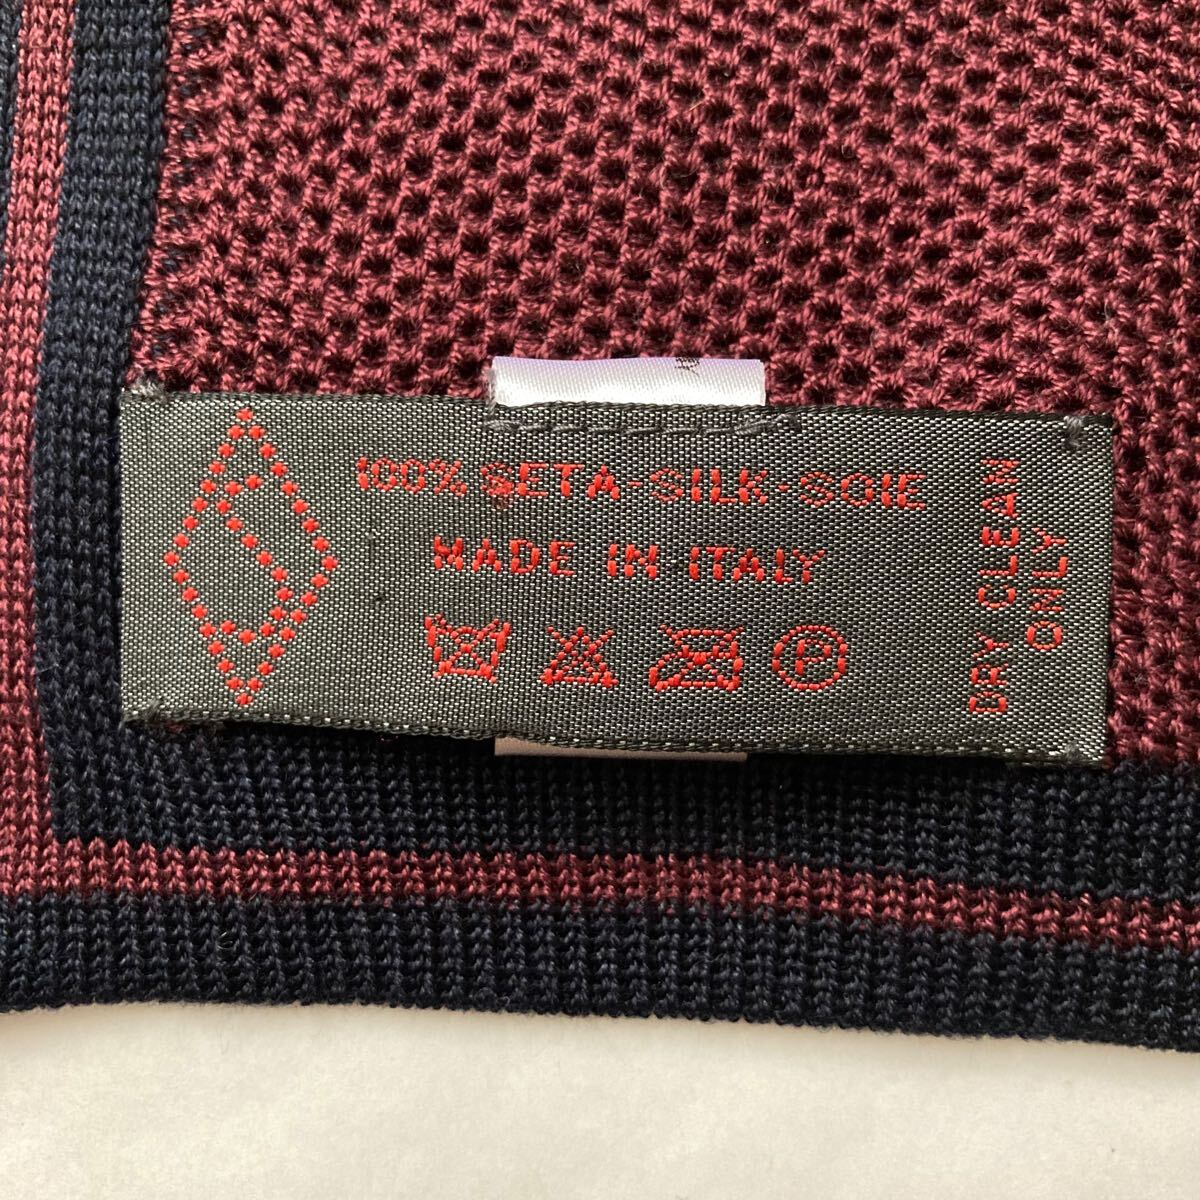 100% SETA-SILK-SOIE
MADE IN ITALY
P
DRY CLEAN
ONLY